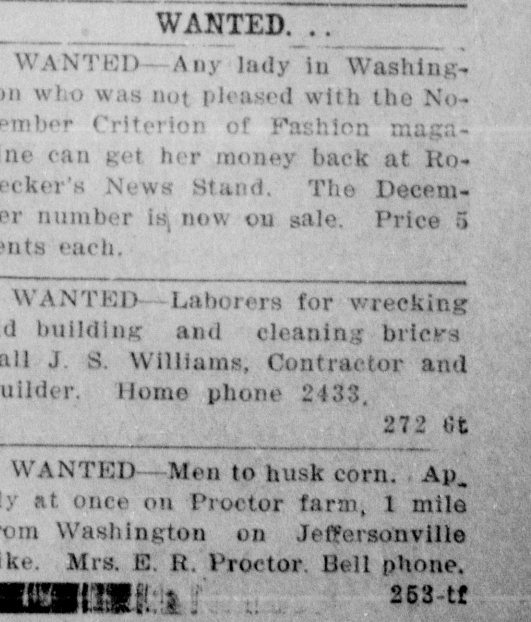 WANTED. ..
WANTED—Any lady in Washing-
on who was not pleased with the No-
ember Criterion of Fashion maga-
ine can get her money back at Ro-
ecker's News Stand. The Decem-
er number is now on sale. Price 5
ents each.
WANTED—Laborers for wrecking
d building and cleaning bricks
all J. S. Williams, Contractor and
uilder. Home phone 2433.
272 6t
WANTED—Men to husk corn. Ap-
ly at once on Proctor farm, 1 mile
rom Washington on Jeffersonville
ike. Mrs. E. R. Proctor. Bell phone.
253-tf